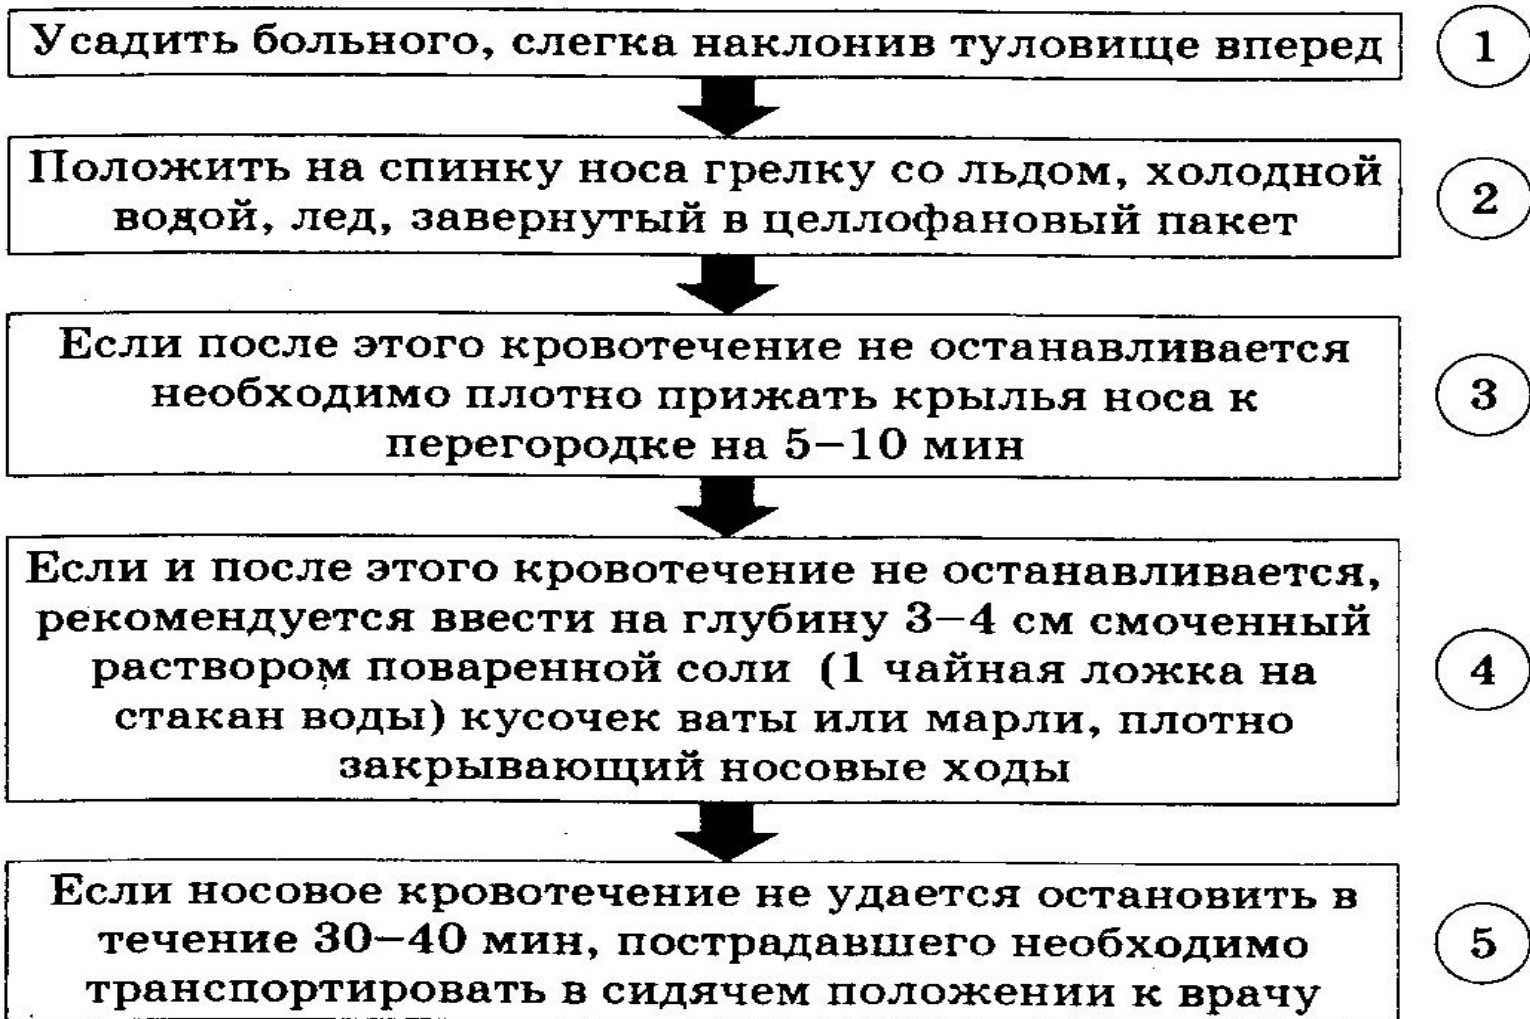 Усадить больного, слегка наклонив туловище вперед
1
Положить на спинку носа грелку со льдом, холодной
водой, лед, завернутый в целлофановый пакет
2
Если после этого кровотечение не останавливается
необходимо плотно прижать крылья носа к
перегородке на 5–10 мин
3
Если и после этого кровотечение не останавливается,
рекомендуется ввести на глубину 3–4 см смоченный
раствором поваренной соли (1 чайная ложка на
стакан воды) кусочек ваты или марли, плотно
закрывающий носовые ходы
4
Если носовое кровотечение не удается остановить в
течение 30–40 мин, пострадавшего необходимо
транспортировать в сидячем положении к врачу
5